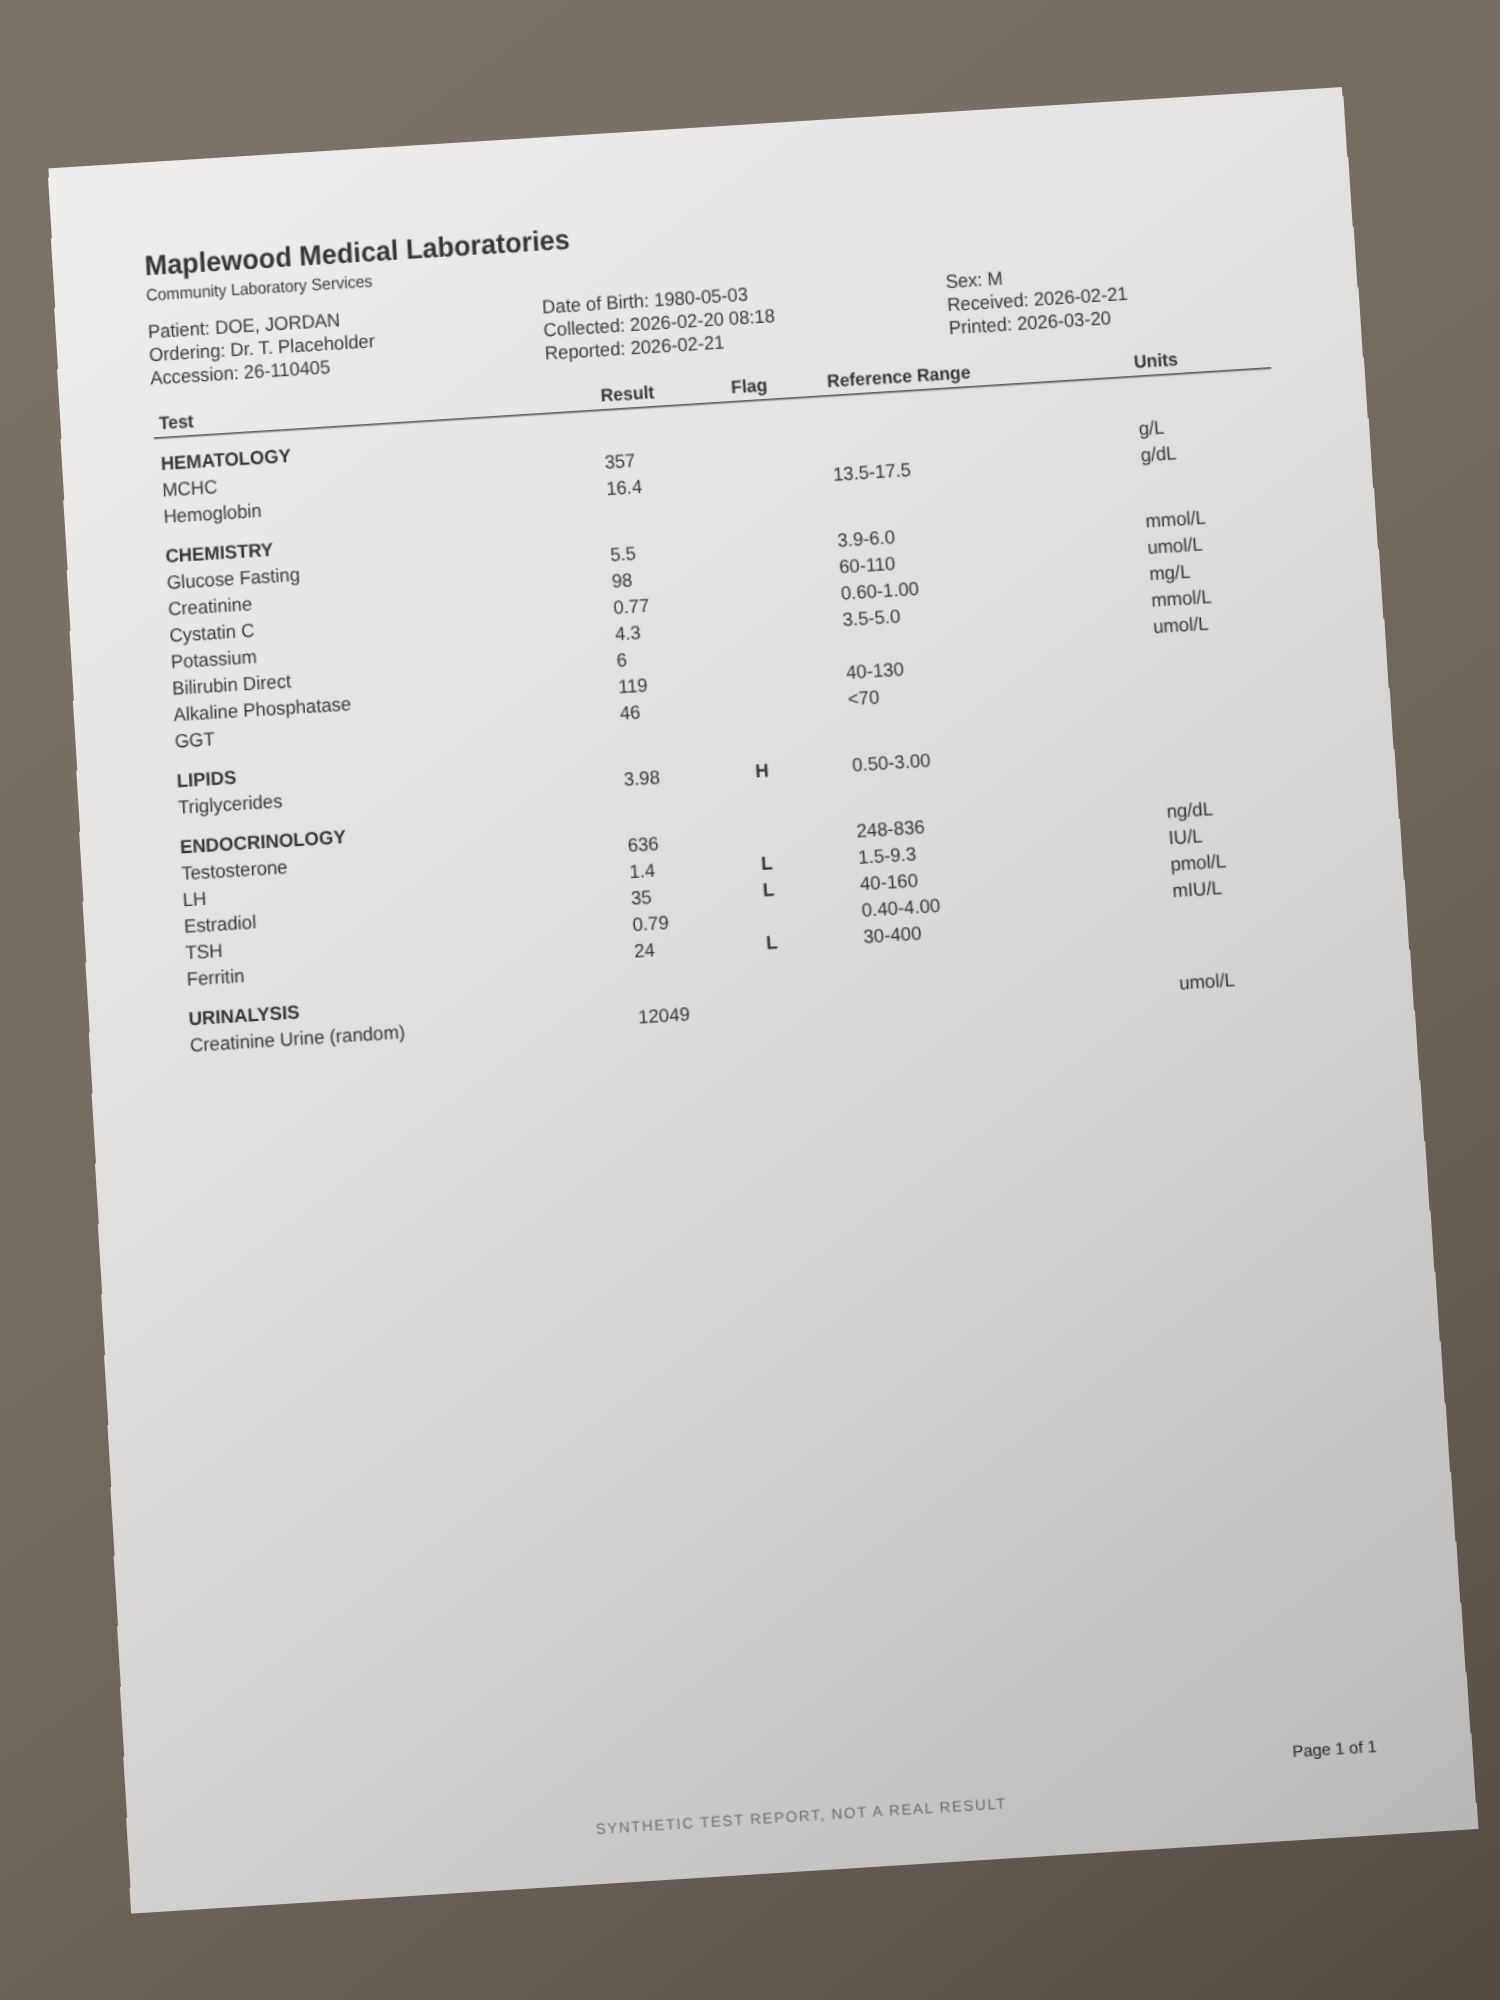 Maplewood Medical Laboratories
Community Laboratory Services
Patient: DOE, JORDAN Date of Birth: 1980-05-03 Sex: M
Ordering: Dr. T. Placeholder Collected: 2026-02-20 08:18 Received: 2026-02-21
Accession: 26-110405 Reported: 2026-02-21 Printed: 2026-03-20
Test Result Flag Reference Range Units
HEMATOLOGY
MCHC 357 g/L
Hemoglobin 16.4 13.5-17.5 g/dL
CHEMISTRY
Glucose Fasting 5.5 3.9-6.0 mmol/L
Creatinine 98 60-110 umol/L
Cystatin C 0.77 0.60-1.00 mg/L
Potassium 4.3 3.5-5.0 mmol/L
Bilirubin Direct 6 umol/L
Alkaline Phosphatase 119 40-130
GGT 46 <70
LIPIDS
Triglycerides 3.98 H 0.50-3.00
ENDOCRINOLOGY
Testosterone 636 248-836 ng/dL
LH 1.4 L 1.5-9.3 IU/L
Estradiol 35 L 40-160 pmol/L
TSH 0.79 0.40-4.00 mIU/L
Ferritin 24 L 30-400
URINALYSIS
Creatinine Urine (random) 12049 umol/L
Page 1 of 1
SYNTHETIC TEST REPORT, NOT A REAL RESULT